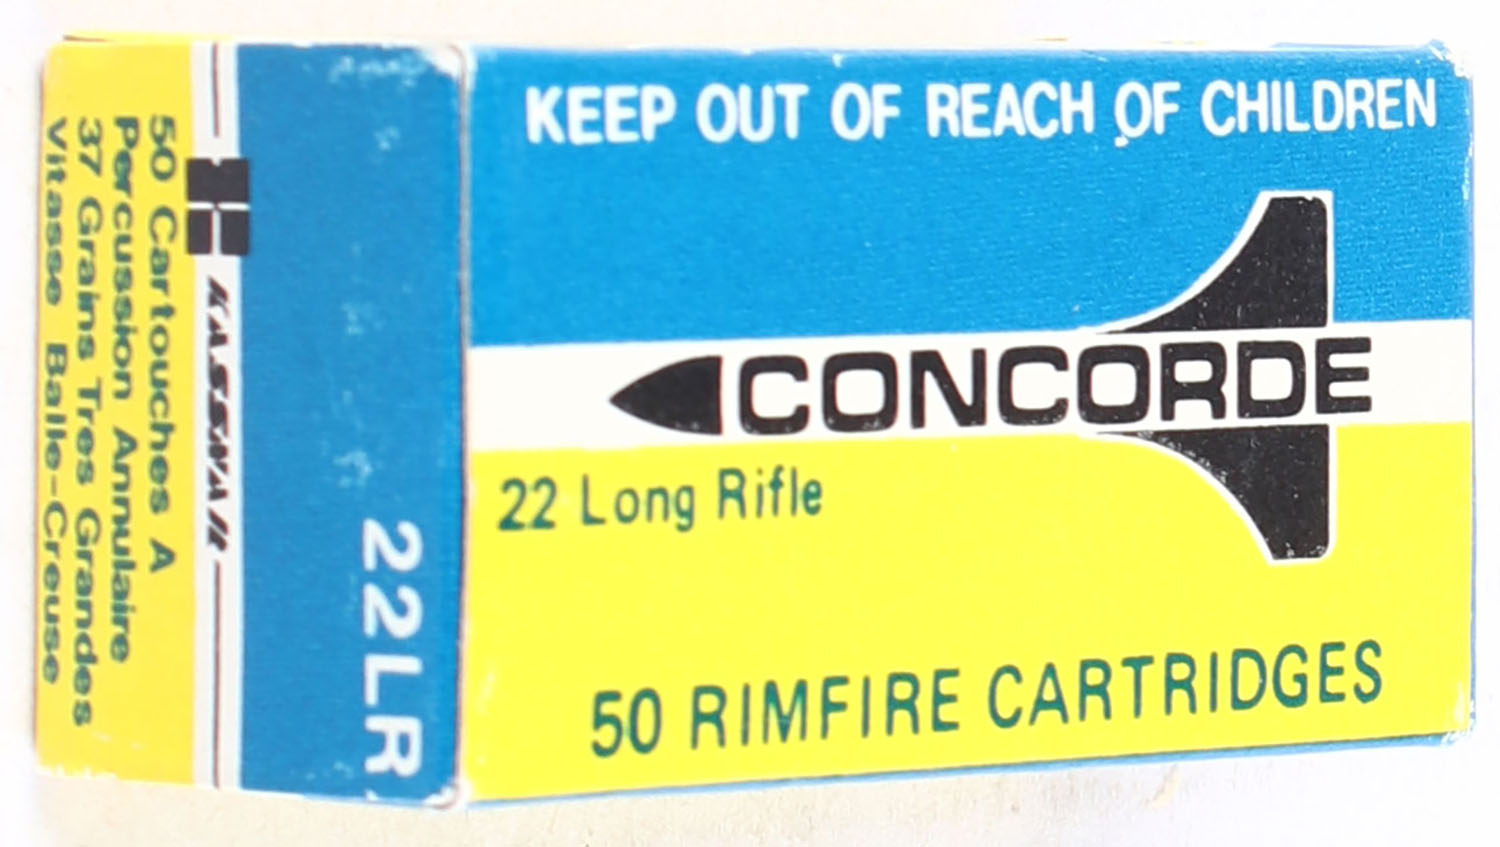 KEEP OUT OF REACH OF CHILDREN
CONCORDE
22 Long Rifle
50 RIMFIRE CARTRIDGES
22LR
KASSNAR
50 Cartouches A
Percussion Annulaire
37 Grains Tres Grandes
Vitasse Balle-Creuse